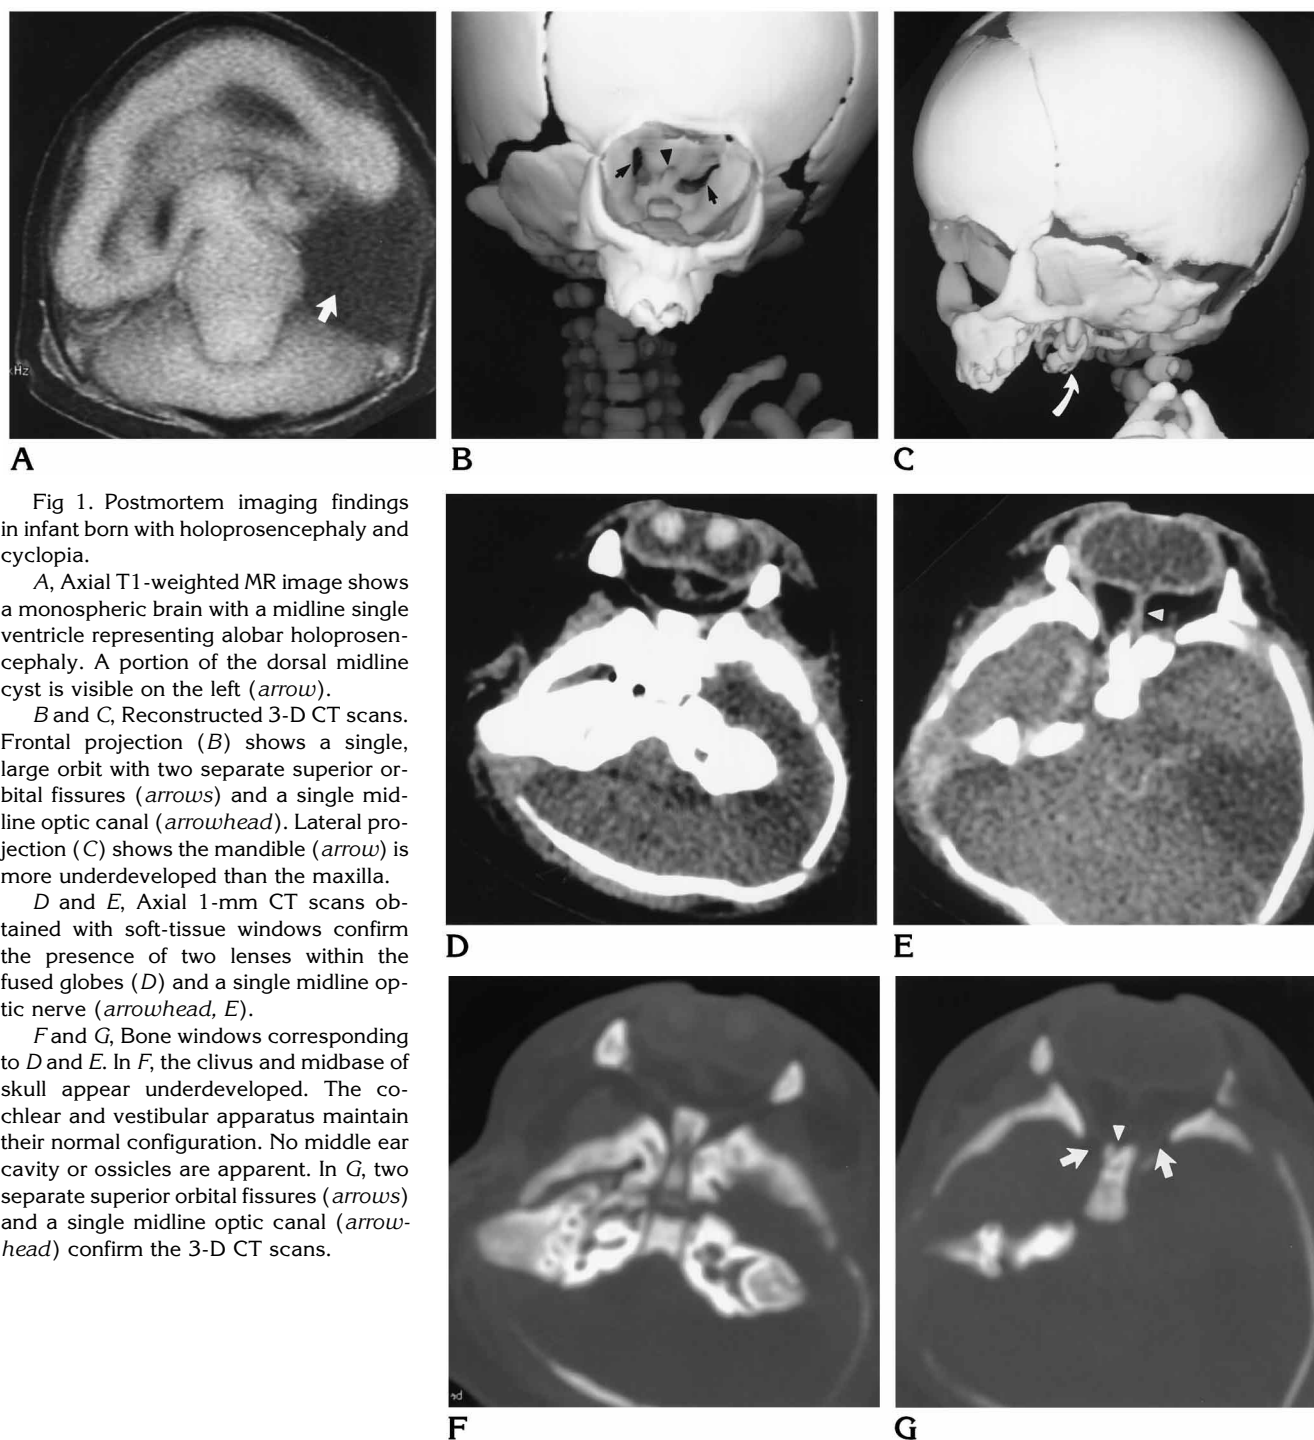 kHz
A
B
C
Fig 1. Postmortem imaging findings
in infant born with holoprosencephaly and
cyclopia.
A, Axial T1-weighted MR image shows
a monospheric brain with a midline single
ventricle representing alobar holoprosen-
cephaly. A portion of the dorsal midline
cyst is visible on the left (arrow).
B and C, Reconstructed 3-D CT scans.
Frontal projection (B) shows a single,
large orbit with two separate superior or-
bital fissures (arrows) and a single mid-
line optic canal (arrowhead). Lateral pro-
jection (C) shows the mandible (arrow) is
more underdeveloped than the maxilla.
D and E, Axial 1-mm CT scans ob-
tained with soft-tissue windows confirm
the presence of two lenses within the
fused globes (D) and a single midline op-
tic nerve (arrowhead, E).
F and G, Bone windows corresponding
to D and E. In F, the clivus and midbase of
skull appear underdeveloped. The co-
chlear and vestibular apparatus maintain
their normal configuration. No middle ear
cavity or ossicles are apparent. In G, two
separate superior orbital fissures (arrows)
and a single midline optic canal (arrow-
head) confirm the 3-D CT scans.
D
E
F
G